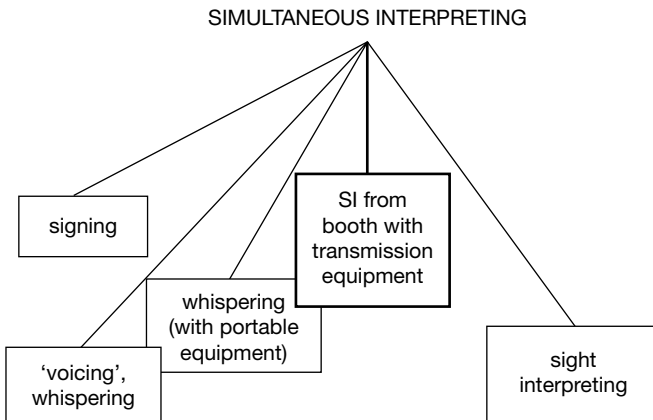 SIMULTANEOUS INTERPRETING
signing
SI from
booth with
transmission
equipment
whispering
(with portable
equipment)
'voicing',
whispering
sight
interpreting